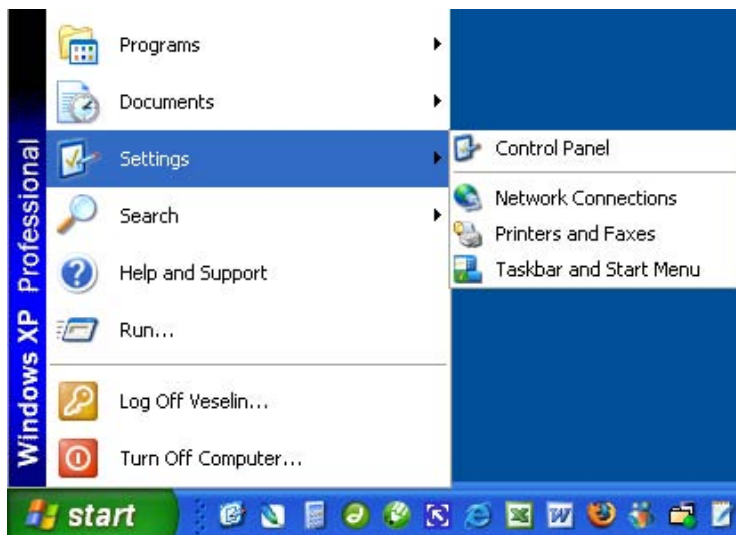 Programs
Documents
Settings
Search
Help and Support
Run...
Log Off Veselin...
Turn Off Computer...
Windows XP Professional
Control Panel
Network Connections
Printers and Faxes
Taskbar and Start Menu
start